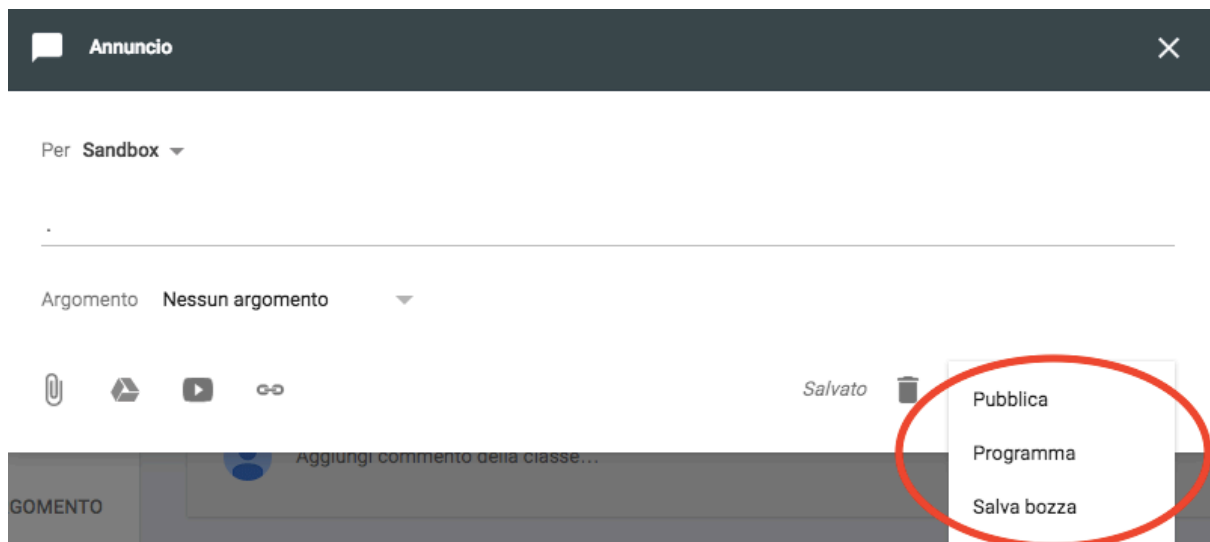 Annuncio
Per Sandbox
.
Argomento Nessun argomento
Salvato
Pubblica
Programma
Salva bozza
Aggiungi commento della classe...
GOMENTO